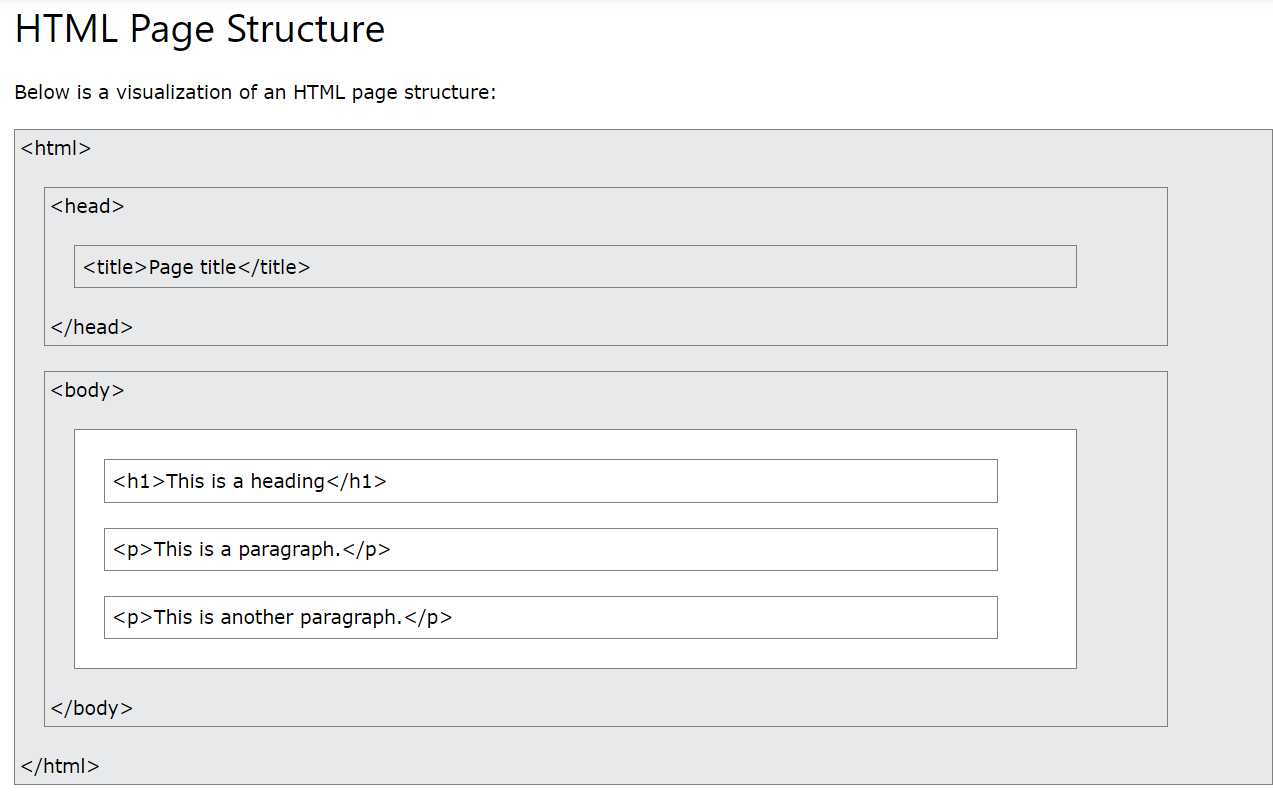 HTML Page Structure
Below is a visualization of an HTML page structure:
<html>
<head>
<title>Page title</title>
</head>
<body>
<h1>This is a heading</h1>
<p>This is a paragraph.</p>
<p>This is another paragraph.</p>
</body>
</html>